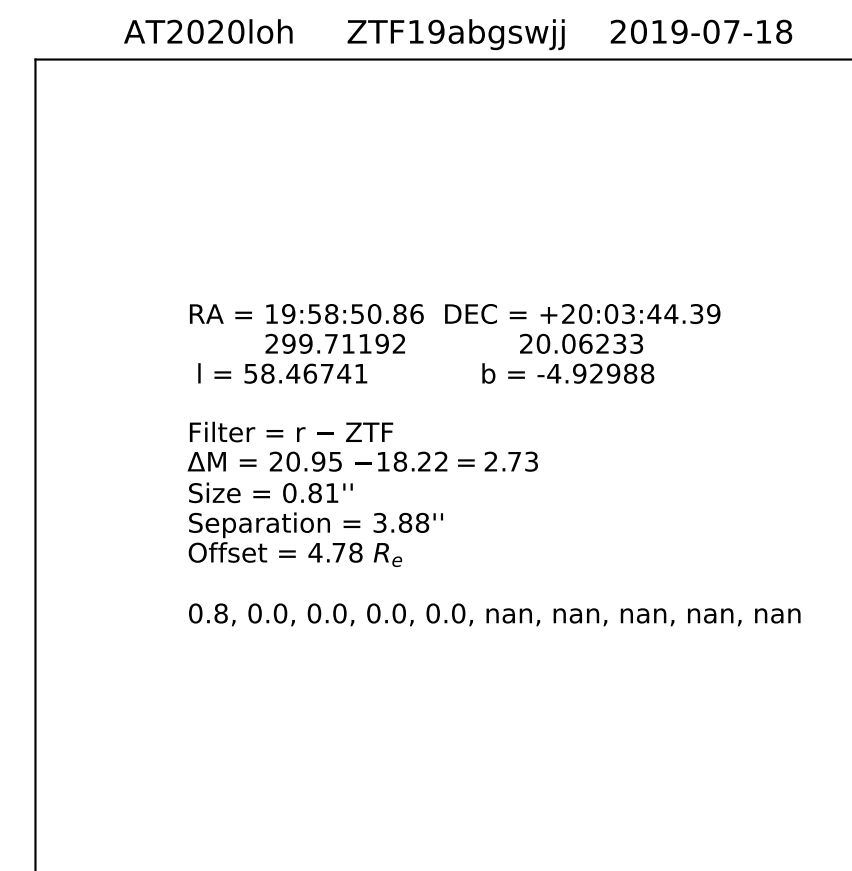 AT2020loh ZTF19abgswjj 2019-07-18
RA = 19:58:50.86 DEC = +20:03:44.39
299.71192 20.06233
l = 58.46741 b = -4.92988
Filter = r − ZTF
ΔM = 20.95 −18.22 = 2.73
Size = 0.81''
Separation = 3.88''
Offset = 4.78 Re
0.8, 0.0, 0.0, 0.0, 0.0, nan, nan, nan, nan, nan